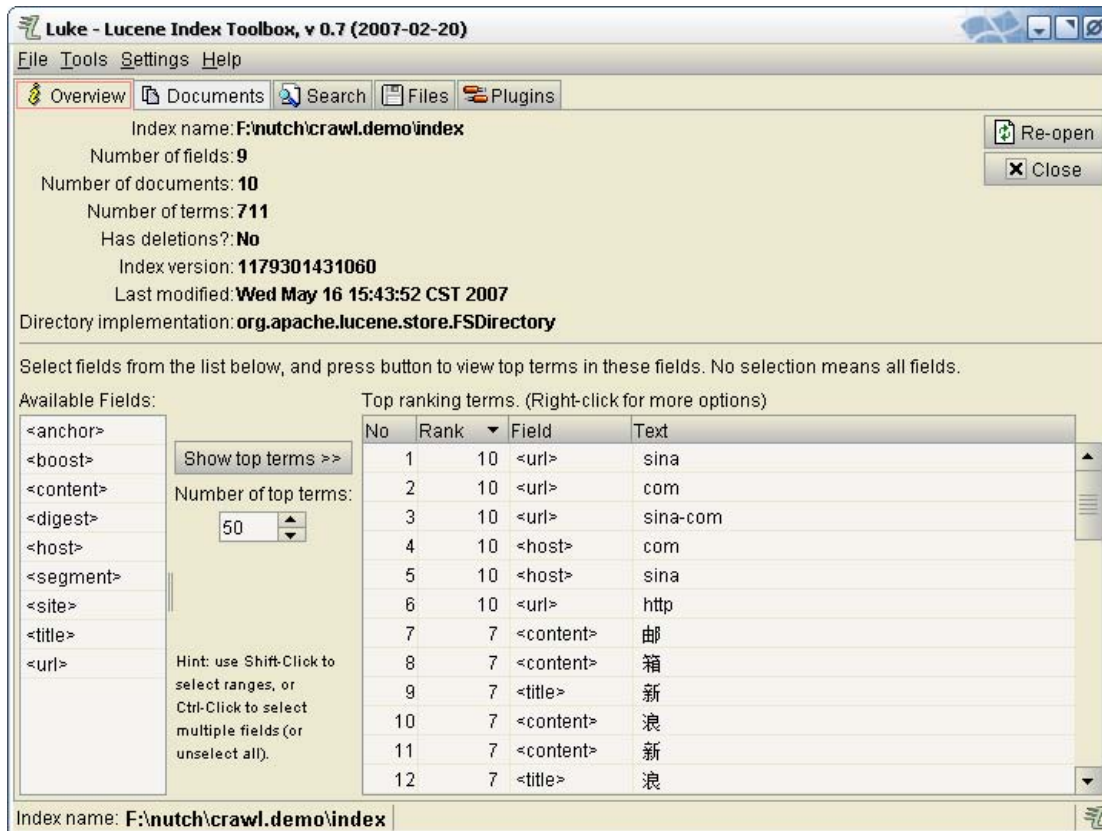 Luke - Lucene Index Toolbox, v 0.7 (2007-02-20)
File Tools Settings Help
Overview Documents Search Files Plugins
Index name: F:\nutch\crawl.demo\index
Re-open
Number of fields: 9
Close
Number of documents: 10
Number of terms: 711
Has deletions?: No
Index version: 1179301431060
Last modified: Wed May 16 15:43:52 CST 2007
Directory implementation: org.apache.lucene.store.FSDirectory
Select fields from the list below, and press button to view top terms in these fields. No selection means all fields.
Available Fields:
<anchor>
<boost>
<content>
<digest>
<host>
<segment>
<site>
<title>
<url>
Show top terms >>
Number of top terms:
50
Hint: use Shift-Click to
select ranges, or
Ctrl-Click to select
multiple fields (or
unselect all).
Top ranking terms. (Right-click for more options)
No Rank Field Text
1 10 <url> sina
2 10 <url> com
3 10 <url> sina-com
4 10 <host> com
5 10 <host> sina
6 10 <url> http
7 7 <content> 邮
8 7 <content> 箱
9 7 <title> 新
10 7 <content> 浪
11 7 <content> 新
12 7 <title> 浪
Index name: F:\nutch\crawl.demo\index